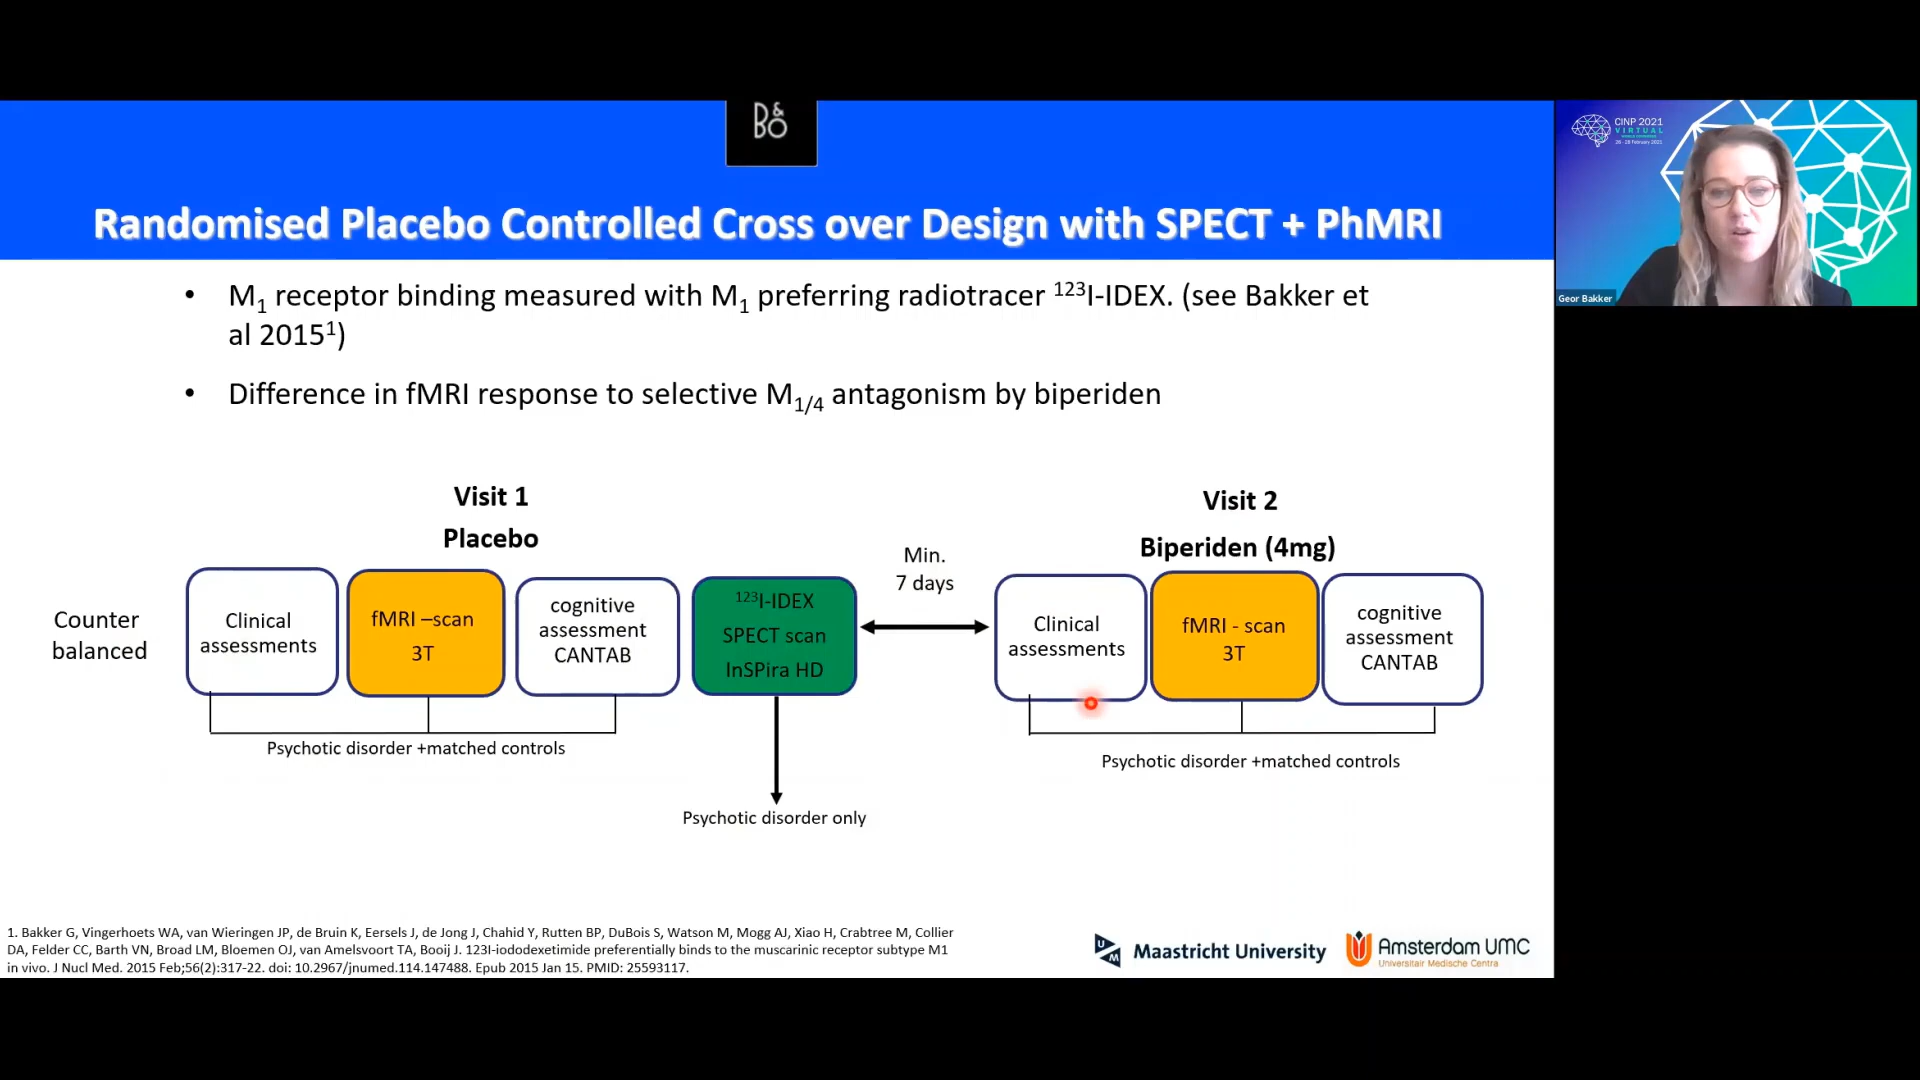 B&O
CINP 2021
VIRTUAL
WORLD CONGRESS
26 - 28 February 2021
Geor Bakker
Randomised Placebo Controlled Cross over Design with SPECT + PhMRI
• M1 receptor binding measured with M1 preferring radiotracer 123I-IDEX. (see Bakker et
al 20151)
• Difference in fMRI response to selective M1/4 antagonism by biperiden
Visit 1
Placebo
Visit 2
Biperiden (4mg)
Min.
7 days
Counter
balanced
Clinical
assessments
fMRI –scan
3T
cognitive
assessment
CANTAB
123I-IDEX
SPECT scan
InSPira HD
Clinical
assessments
fMRI - scan
3T
cognitive
assessment
CANTAB
Psychotic disorder +matched controls
Psychotic disorder +matched controls
Psychotic disorder only
1. Bakker G, Vingerhoets WA, van Wieringen JP, de Bruin K, Eersels J, de Jong J, Chahid Y, Rutten BP, DuBois S, Watson M, Mogg AJ, Xiao H, Crabtree M, Collier
DA, Felder CC, Barth VN, Broad LM, Bloemen OJ, van Amelsvoort TA, Booij J. 123I-iododexetimide preferentially binds to the muscarinic receptor subtype M1
in vivo. J Nucl Med. 2015 Feb;56(2):317-22. doi: 10.2967/jnumed.114.147488. Epub 2015 Jan 15. PMID: 25593117.
U
M
Maastricht University
Amsterdam UMC
Universitair Medische Centra